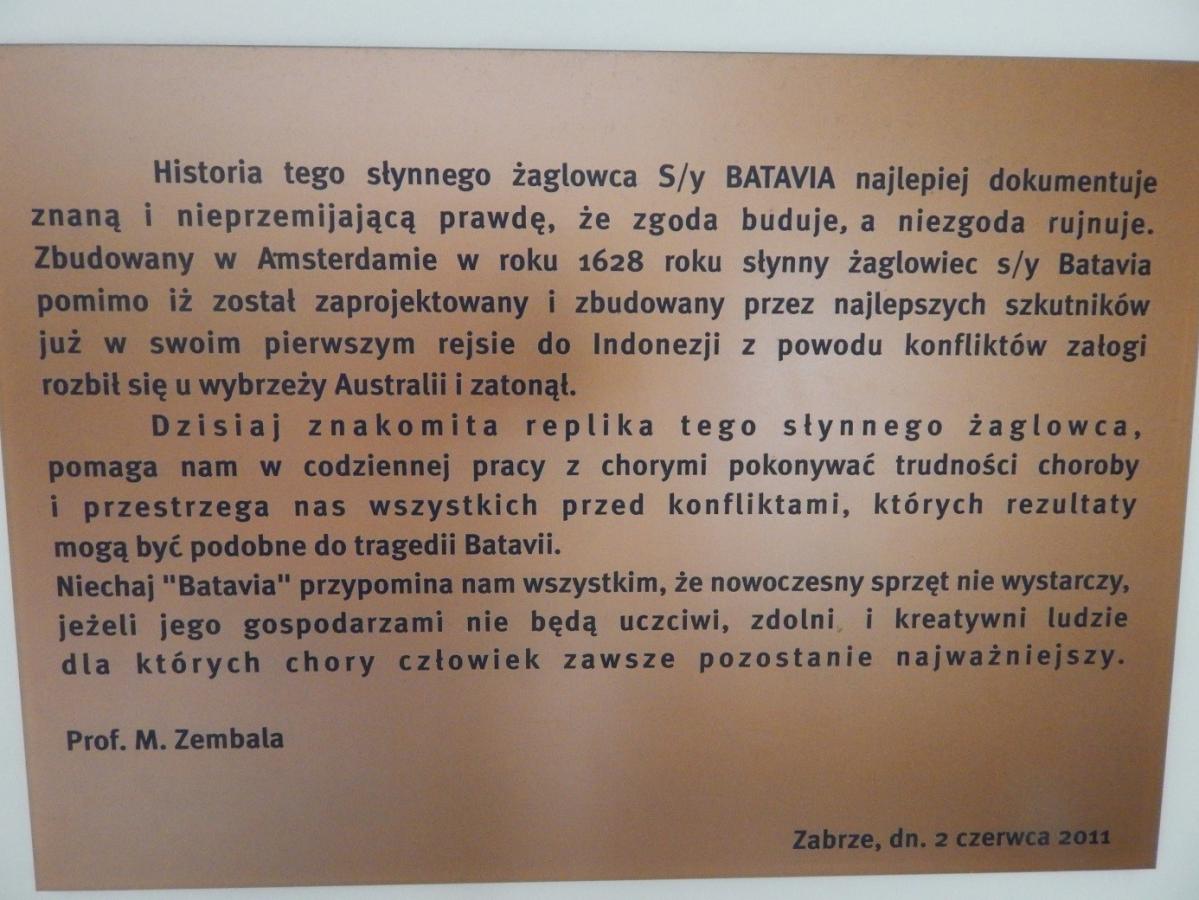 Historia tego słynnego żaglowca S/y BATAVIA najlepiej dokumentuje
znaną i nieprzemijającą prawdę, że zgoda buduje, a niezgoda rujnuje.
Zbudowany w Amsterdamie w roku 1628 roku słynny żaglowiec s/y Batavia
pomimo iż został zaprojektowany i zbudowany przez najlepszych szkutników
już w swoim pierwszym rejsie do Indonezji z powodu konfliktów załogi
rozbił się u wybrzeży Australii i zatonął.
Dzisiaj znakomita replika tego słynnego żaglowca,
pomaga nam w codziennej pracy z chorymi pokonywać trudności choroby
i przestrzega nas wszystkich przed konfliktami, których rezultaty
mogą być podobne do tragedii Batavii.
Niechaj "Batavia" przypomina nam wszystkim, że nowoczesny sprzęt nie wystarczy,
jeżeli jego gospodarzami nie będą uczciwi, zdolni i kreatywni ludzie
dla których chory człowiek zawsze pozostanie najważniejszy.
Prof. M. Zembala
Zabrze, dn. 2 czerwca 2011